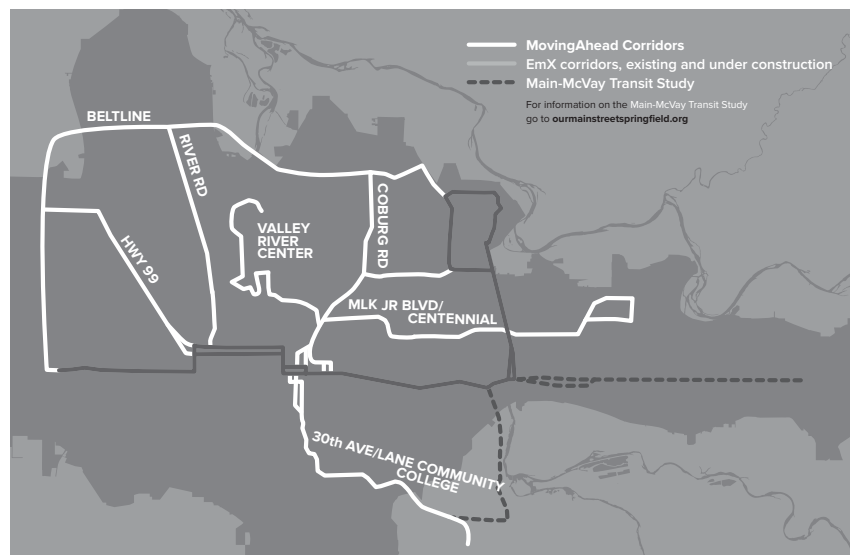 MovingAhead Corridors
EmX corridors, existing and under construction
Main-McVay Transit Study
For information on the Main-McVay Transit Study
go to ourmainstreetspringfield.org
BELTLINE
RIVER RD
COBURG RD
VALLEY
RIVER
CENTER
HWY 99
MLK JR BLVD/
CENTENNIAL
30th AVE/LANE COMMUNITY
COLLEGE